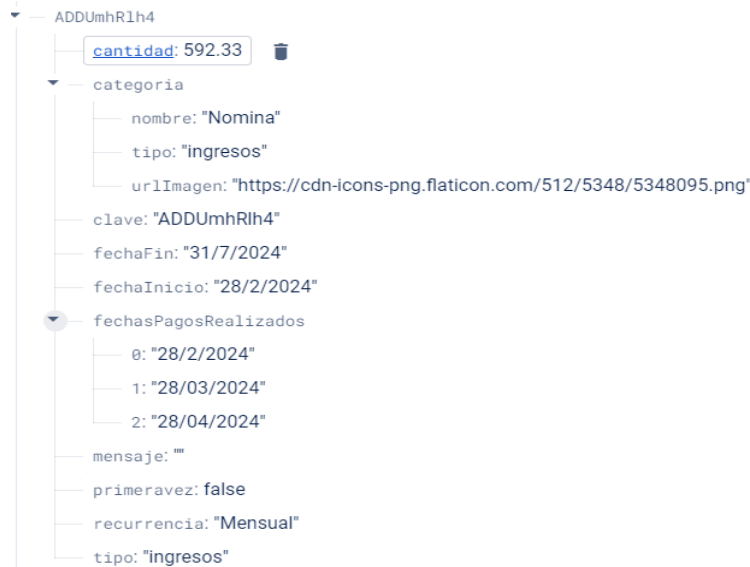 ADDUmhRlh4
cantidad: 592.33
categoria
nombre: "Nomina"
tipo: "ingresos"
urlImagen: "https://cdn-icons-png.flaticon.com/512/5348/5348095.png"
clave: "ADDUmhRlh4"
fechaFin: "31/7/2024"
fechaInicio: "28/2/2024"
fechasPagosRealizados
0: "28/2/2024"
1: "28/03/2024"
2: "28/04/2024"
mensaje: ""
primeravez: false
recurrencia: "Mensual"
tipo: "ingresos"